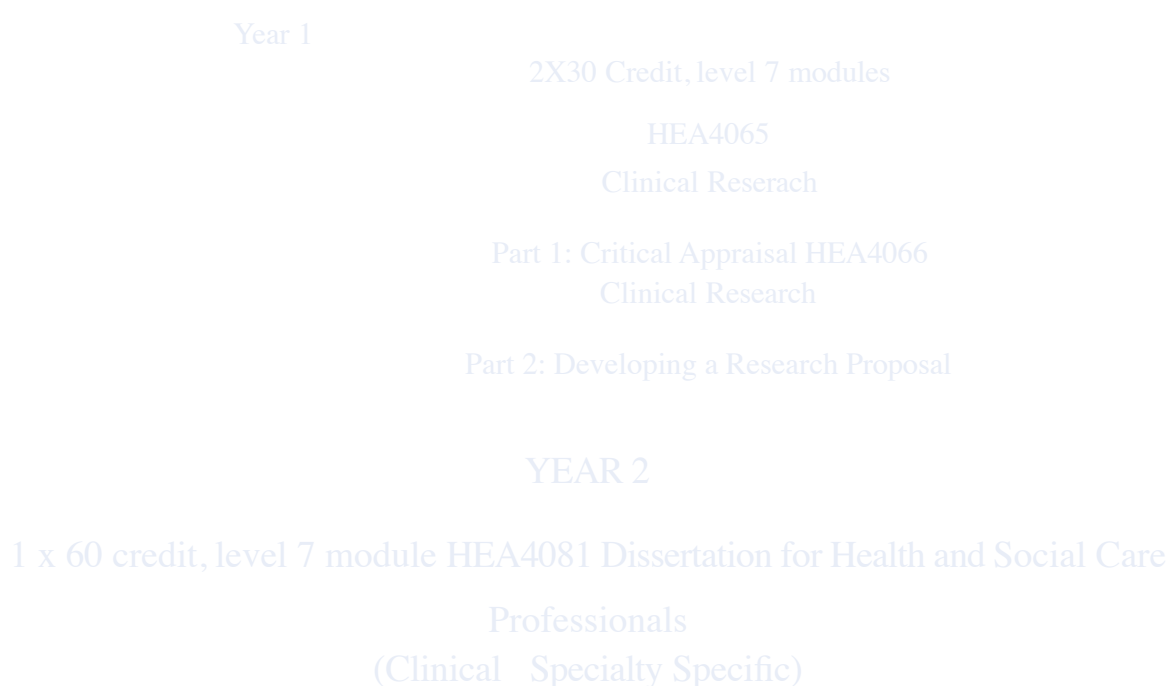 Year 1
2X30 Credit, level 7 modules
HEA4065
Clinical Reserach
Part 1: Critical Appraisal HEA4066
Clinical Research
Part 2: Developing a Research Proposal
YEAR 2
1 x 60 credit, level 7 module HEA4081 Dissertation for Health and Social Care
Professionals
(Clinical Specialty Specific)